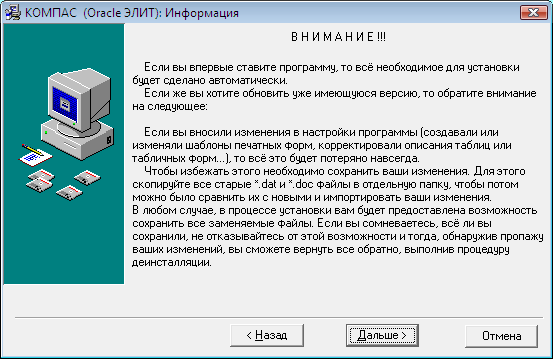 КОМПАС (Oracle ЭЛИТ): Информация
В Н И М А Н И Е !!!
Если вы впервые ставите программу, то всё необходимое для установки
будет сделано автоматически.
Если же вы хотите обновить уже имеющуюся версию, то обратите внимание
на следующее:
Если вы вносили изменения в настройки программы (создавали или
изменяли шаблоны печатных форм, корректировали описания таблиц или
табличных форм...), то всё это будет потеряно навсегда.
Чтобы избежать этого необходимо сохранить ваши изменения. Для этого
скопируйте все старые *.dat и *.doc файлы в отдельную папку, чтобы потом
можно было сравнить их с новыми и импортировать ваши изменения.
В любом случае, в процессе установки вам будет предоставлена возможность
сохранить все заменяемые файлы. Если вы сомневаетесь, всё ли вы
сохранили, не отказывайтесь от этой возможности и тогда, обнаружив пропажу
ваших изменений, вы сможете вернуть все обратно, выполнив процедуру
деинсталляции.
< Назад
Дальше >
Отмена